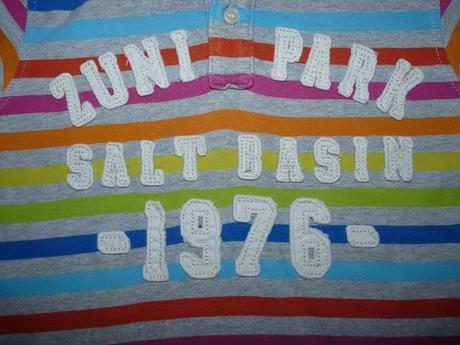 ZUNI PARK
SALT BASIN
-1976-